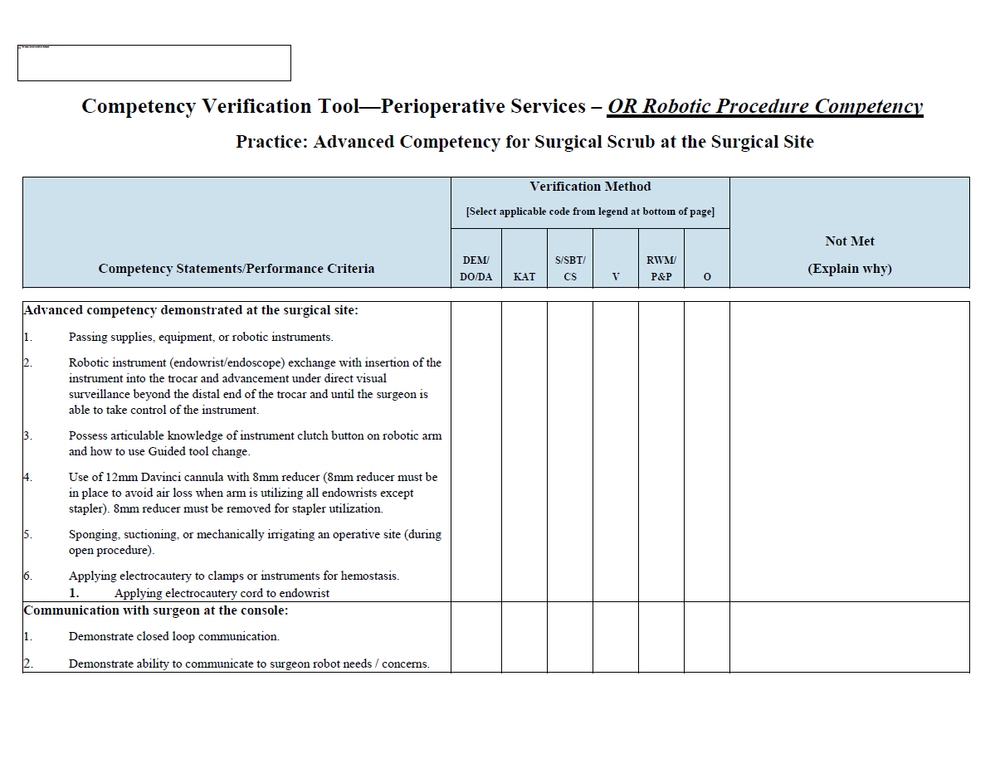 Competency Verification Tool—Perioperative Services – OR Robotic Procedure Competency
Practice: Advanced Competency for Surgical Scrub at the Surgical Site
Competency Statements/Performance Criteria
Verification Method
[Select applicable code from legend at bottom of page]
DEM/
DO/DA
KAT
S/SBT/
CS
V
RWM/
P&P
O
Not Met
(Explain why)
Advanced competency demonstrated at the surgical site:
1. Passing supplies, equipment, or robotic instruments.
2. Robotic instrument (endowrist/endoscope) exchange with insertion of the
instrument into the trocar and advancement under direct visual
surveillance beyond the distal end of the trocar and until the surgeon is
able to take control of the instrument.
3. Possess articulable knowledge of instrument clutch button on robotic arm
and how to use Guided tool change.
4. Use of 12mm Davinci cannula with 8mm reducer (8mm reducer must be
in place to avoid air loss when arm is utilizing all endowrists except
stapler). 8mm reducer must be removed for stapler utilization.
5. Sponging, suctioning, or mechanically irrigating an operative site (during
open procedure).
6. Applying electrocautery to clamps or instruments for hemostasis.
1. Applying electrocautery cord to endowrist
Communication with surgeon at the console:
1. Demonstrate closed loop communication.
2. Demonstrate ability to communicate to surgeon robot needs / concerns.